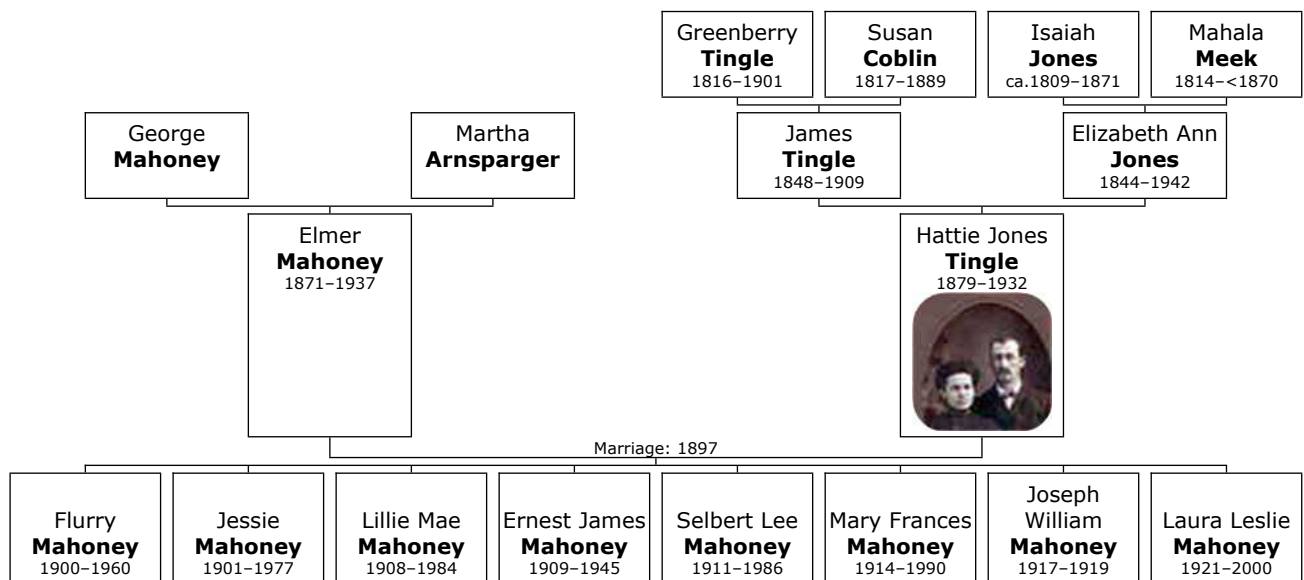 Greenberry
Tingle
1816–1901
Susan
Coblin
1817–1889
Isaiah
Jones
ca.1809–1871
Mahala
Meek
1814–<1870
George
Mahoney
Martha
Arnsparger
James
Tingle
1848–1909
Elizabeth Ann
Jones
1844–1942
Elmer
Mahoney
1871–1937
Hattie Jones
Tingle
1879–1932
Marriage: 1897
Flurry
Mahoney
1900–1960
Jessie
Mahoney
1901–1977
Lillie Mae
Mahoney
1908–1984
Ernest James
Mahoney
1909–1945
Selbert Lee
Mahoney
1911–1986
Mary Frances
Mahoney
1914–1990
Joseph
William
Mahoney
1917–1919
Laura Leslie
Mahoney
1921–2000